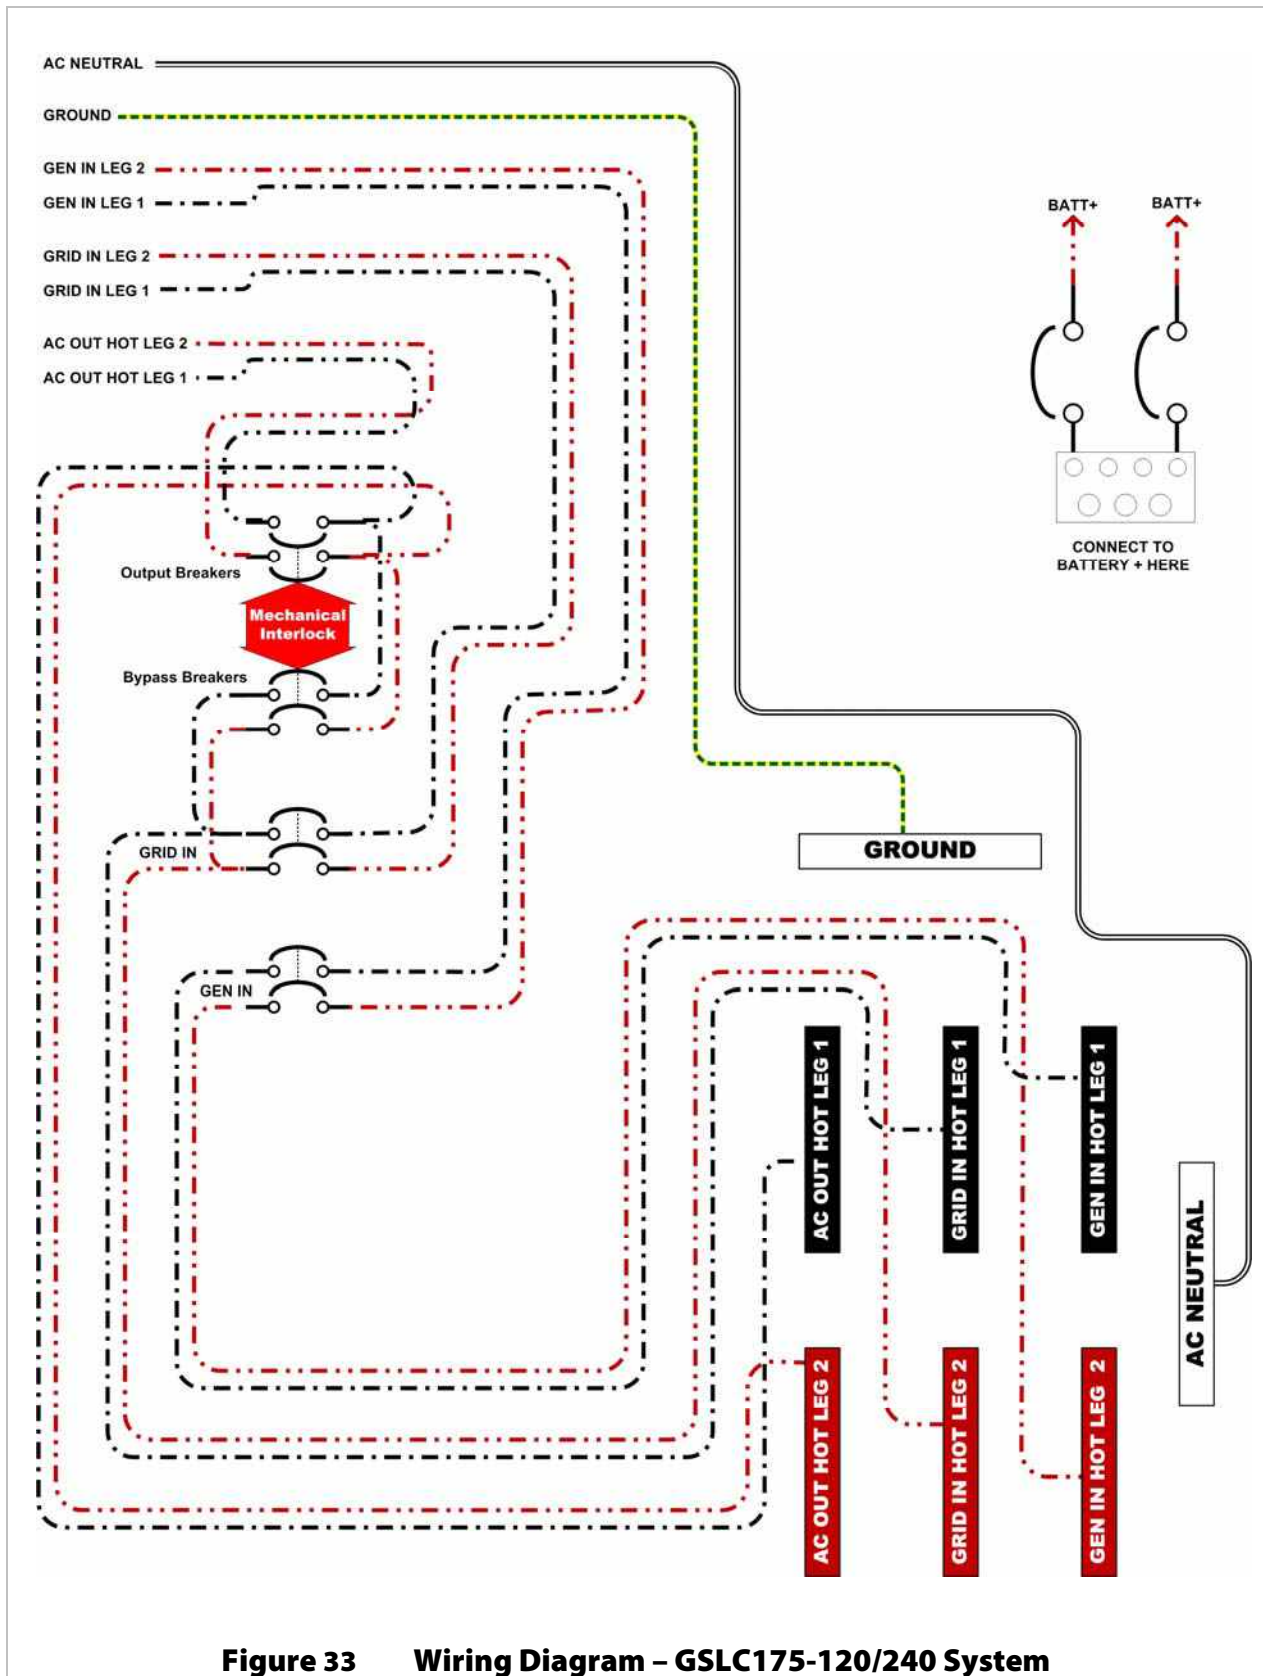 AC NEUTRAL
GROUND
GEN IN LEG 2
GEN IN LEG 1
GRID IN LEG 2
GRID IN LEG 1
AC OUT HOT LEG 2
AC OUT HOT LEG 1
BATT+
BATT+
CONNECT TO
BATTERY + HERE
Output Breakers
Mechanical
Interlock
Bypass Breakers
GRID IN
GEN IN
GROUND
AC OUT HOT LEG 1
GRID IN HOT LEG 1
GEN IN HOT LEG 1
AC NEUTRAL
AC OUT HOT LEG 2
GRID IN HOT LEG 2
GEN IN HOT LEG 2
Figure 33 Wiring Diagram – GSLC175-120/240 System